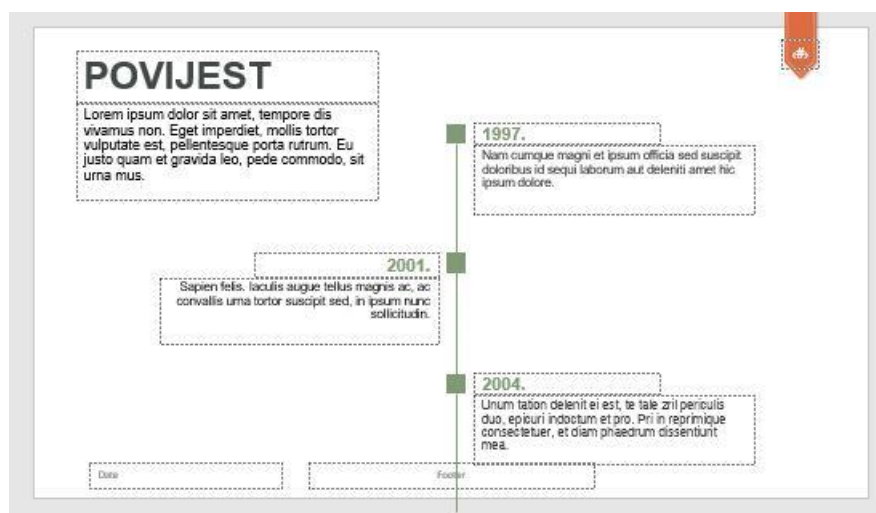 POVIJEST
Lorem ipsum dolor sit amet, tempore dis
vivamus non. Eget imperdiet, mollis tortor
vulputate est, pellentesque porta rutrum. Eu
justo quam et gravida leo, pede commodo, sit
urna mus.
1997.
Nam cumque magni et ipsum officia sed suscipit
doloribus id sequi laborum aut deleniti amet hic
ipsum dolore.
2001.
Sapien felis. Iaculis augue tellus magnis ac, ac
convallis urna tortor suscipit sed, in ipsum nunc
sollicitudin.
2004.
Unum tation delenit ei est, te tale zril periculis
duo, epicuri indoctum et pro. Pri in reprimique
consectetuer, et diam phaedrum dissentiunt
mea.
Date
Footer